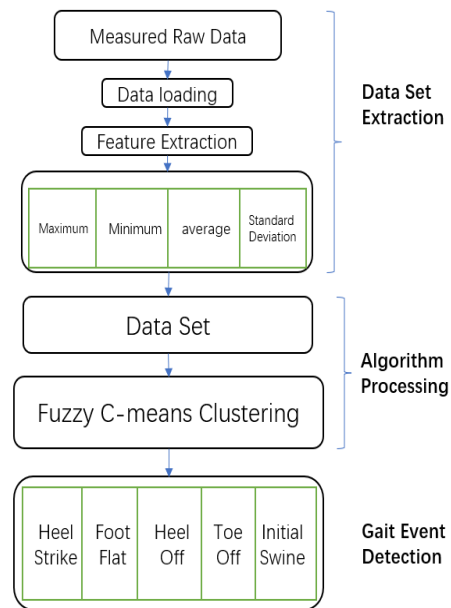 Measured Raw Data
Data loading
Feature Extraction
Data Set
Extraction
Maximum
Minimum
average
Standard
Deviation
Data Set
Fuzzy C-means Clustering
Algorithm
Processing
Heel
Strike
Foot
Flat
Heel
Off
Toe
Off
Initial
Swine
Gait Event
Detection